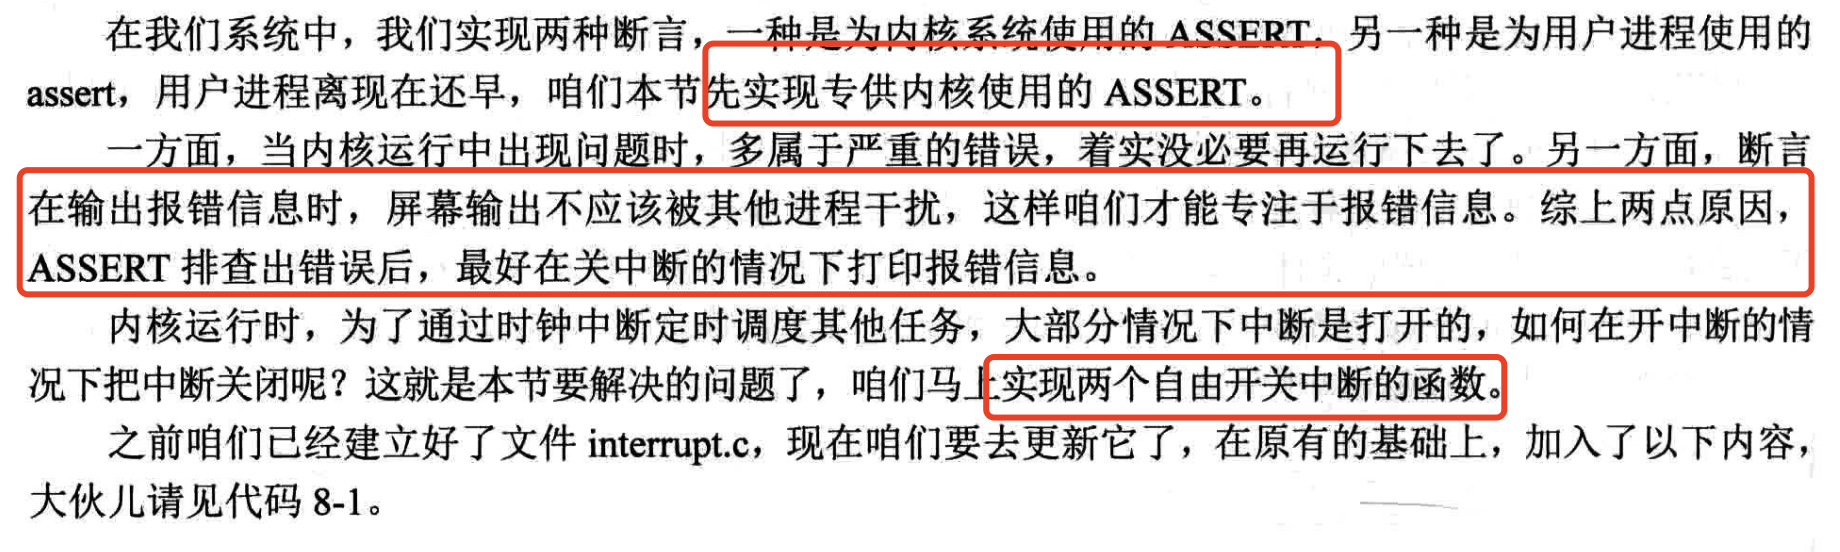 在我们系统中，我们实现两种断言，一种是为内核系统使用的 ASSERT，另一种是为用户进程使用的
assert，用户进程离现在还早，咱们本节先实现专供内核使用的 ASSERT。
一方面，当内核运行中出现问题时，多属于严重的错误，着实没必要再运行下去了。另一方面，断言
在输出报错信息时，屏幕输出不应该被其他进程干扰，这样咱们才能专注于报错信息。综上两点原因，
ASSERT 排查出错误后，最好在关中断的情况下打印报错信息。
内核运行时，为了通过时钟中断定时调度其他任务，大部分情况下中断是打开的，如何在开中断的情
况下把中断关闭呢？这就是本节要解决的问题了，咱们马上实现两个自由开关中断的函数。
之前咱们已经建立好了文件 interrupt.c，现在咱们要去更新它了，在原有的基础上，加入了以下内容，
大伙儿请见代码 8-1。